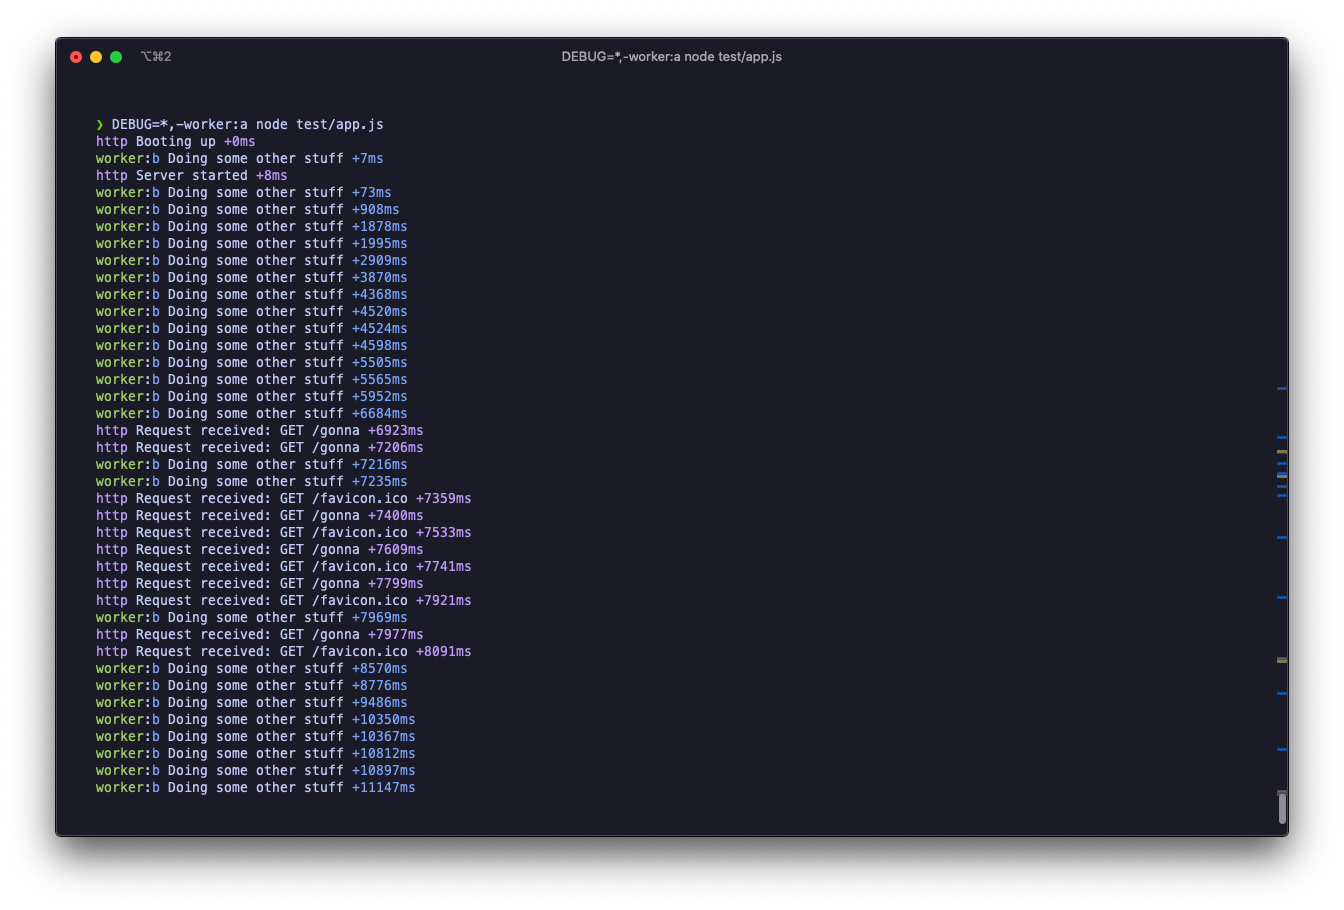 ⌥⌘2 DEBUG=*,-worker:a node test/app.js
❯ DEBUG=*,-worker:a node test/app.js
http Booting up +0ms
worker:b Doing some other stuff +7ms
http Server started +8ms
worker:b Doing some other stuff +73ms
worker:b Doing some other stuff +908ms
worker:b Doing some other stuff +1878ms
worker:b Doing some other stuff +1995ms
worker:b Doing some other stuff +2909ms
worker:b Doing some other stuff +3870ms
worker:b Doing some other stuff +4368ms
worker:b Doing some other stuff +4520ms
worker:b Doing some other stuff +4524ms
worker:b Doing some other stuff +4598ms
worker:b Doing some other stuff +5505ms
worker:b Doing some other stuff +5565ms
worker:b Doing some other stuff +5952ms
worker:b Doing some other stuff +6684ms
http Request received: GET /gonna +6923ms
http Request received: GET /gonna +7206ms
worker:b Doing some other stuff +7216ms
worker:b Doing some other stuff +7235ms
http Request received: GET /favicon.ico +7359ms
http Request received: GET /gonna +7400ms
http Request received: GET /favicon.ico +7533ms
http Request received: GET /gonna +7609ms
http Request received: GET /favicon.ico +7741ms
http Request received: GET /gonna +7799ms
http Request received: GET /favicon.ico +7921ms
worker:b Doing some other stuff +7969ms
http Request received: GET /gonna +7977ms
http Request received: GET /favicon.ico +8091ms
worker:b Doing some other stuff +8570ms
worker:b Doing some other stuff +8776ms
worker:b Doing some other stuff +9486ms
worker:b Doing some other stuff +10350ms
worker:b Doing some other stuff +10367ms
worker:b Doing some other stuff +10812ms
worker:b Doing some other stuff +10897ms
worker:b Doing some other stuff +11147ms